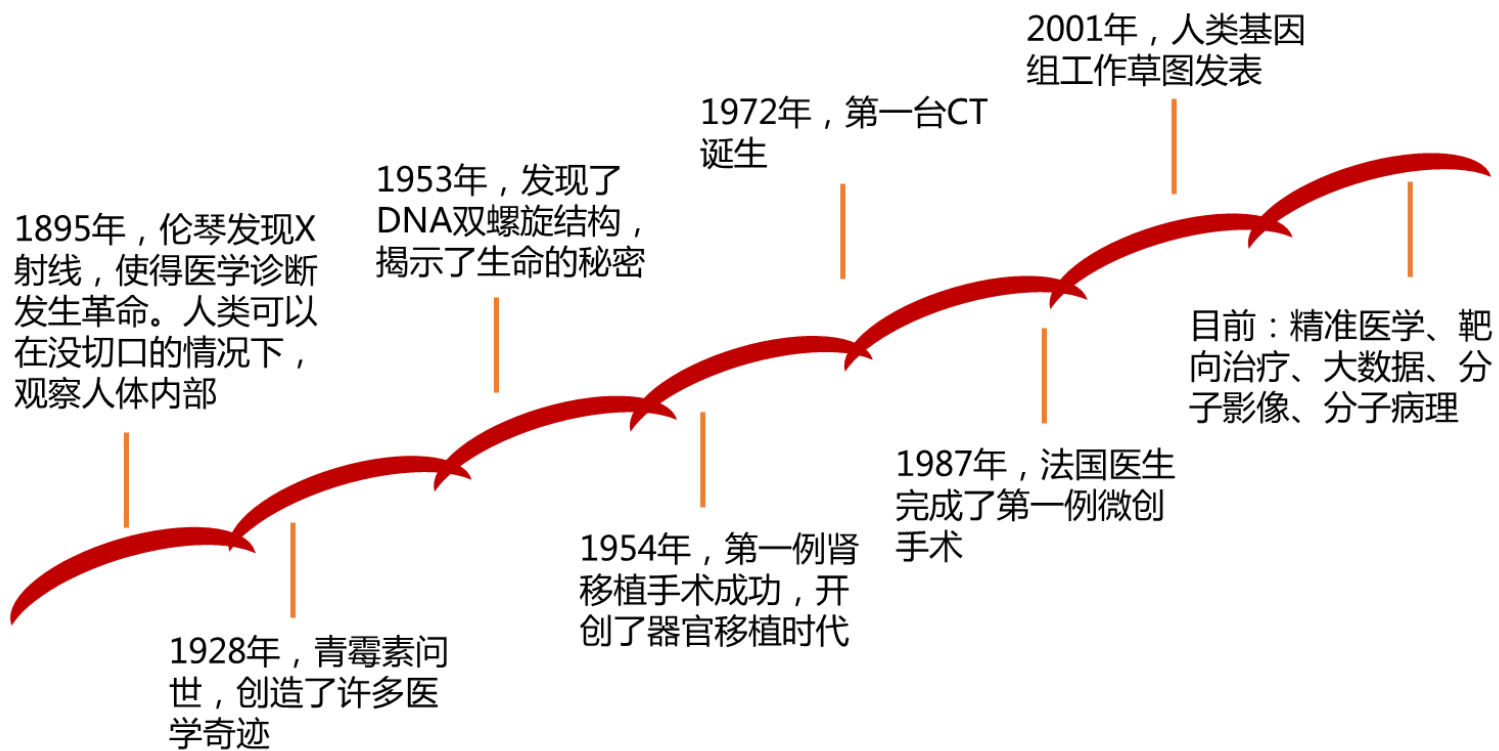 1895年，伦琴发现X
射线，使得医学诊断
发生革命。人类可以
在没切口的情况下，
观察人体内部
1928年，青霉素问
世，创造了许多医
学奇迹
1953年，发现了
DNA双螺旋结构，
揭示了生命的秘密
1954年，第一例肾
移植手术成功，开
创了器官移植时代
1972年，第一台CT
诞生
1987年，法国医生
完成了第一例微创
手术
2001年，人类基因
组工作草图发表
目前：精准医学、靶
向治疗、大数据、分
子影像、分子病理